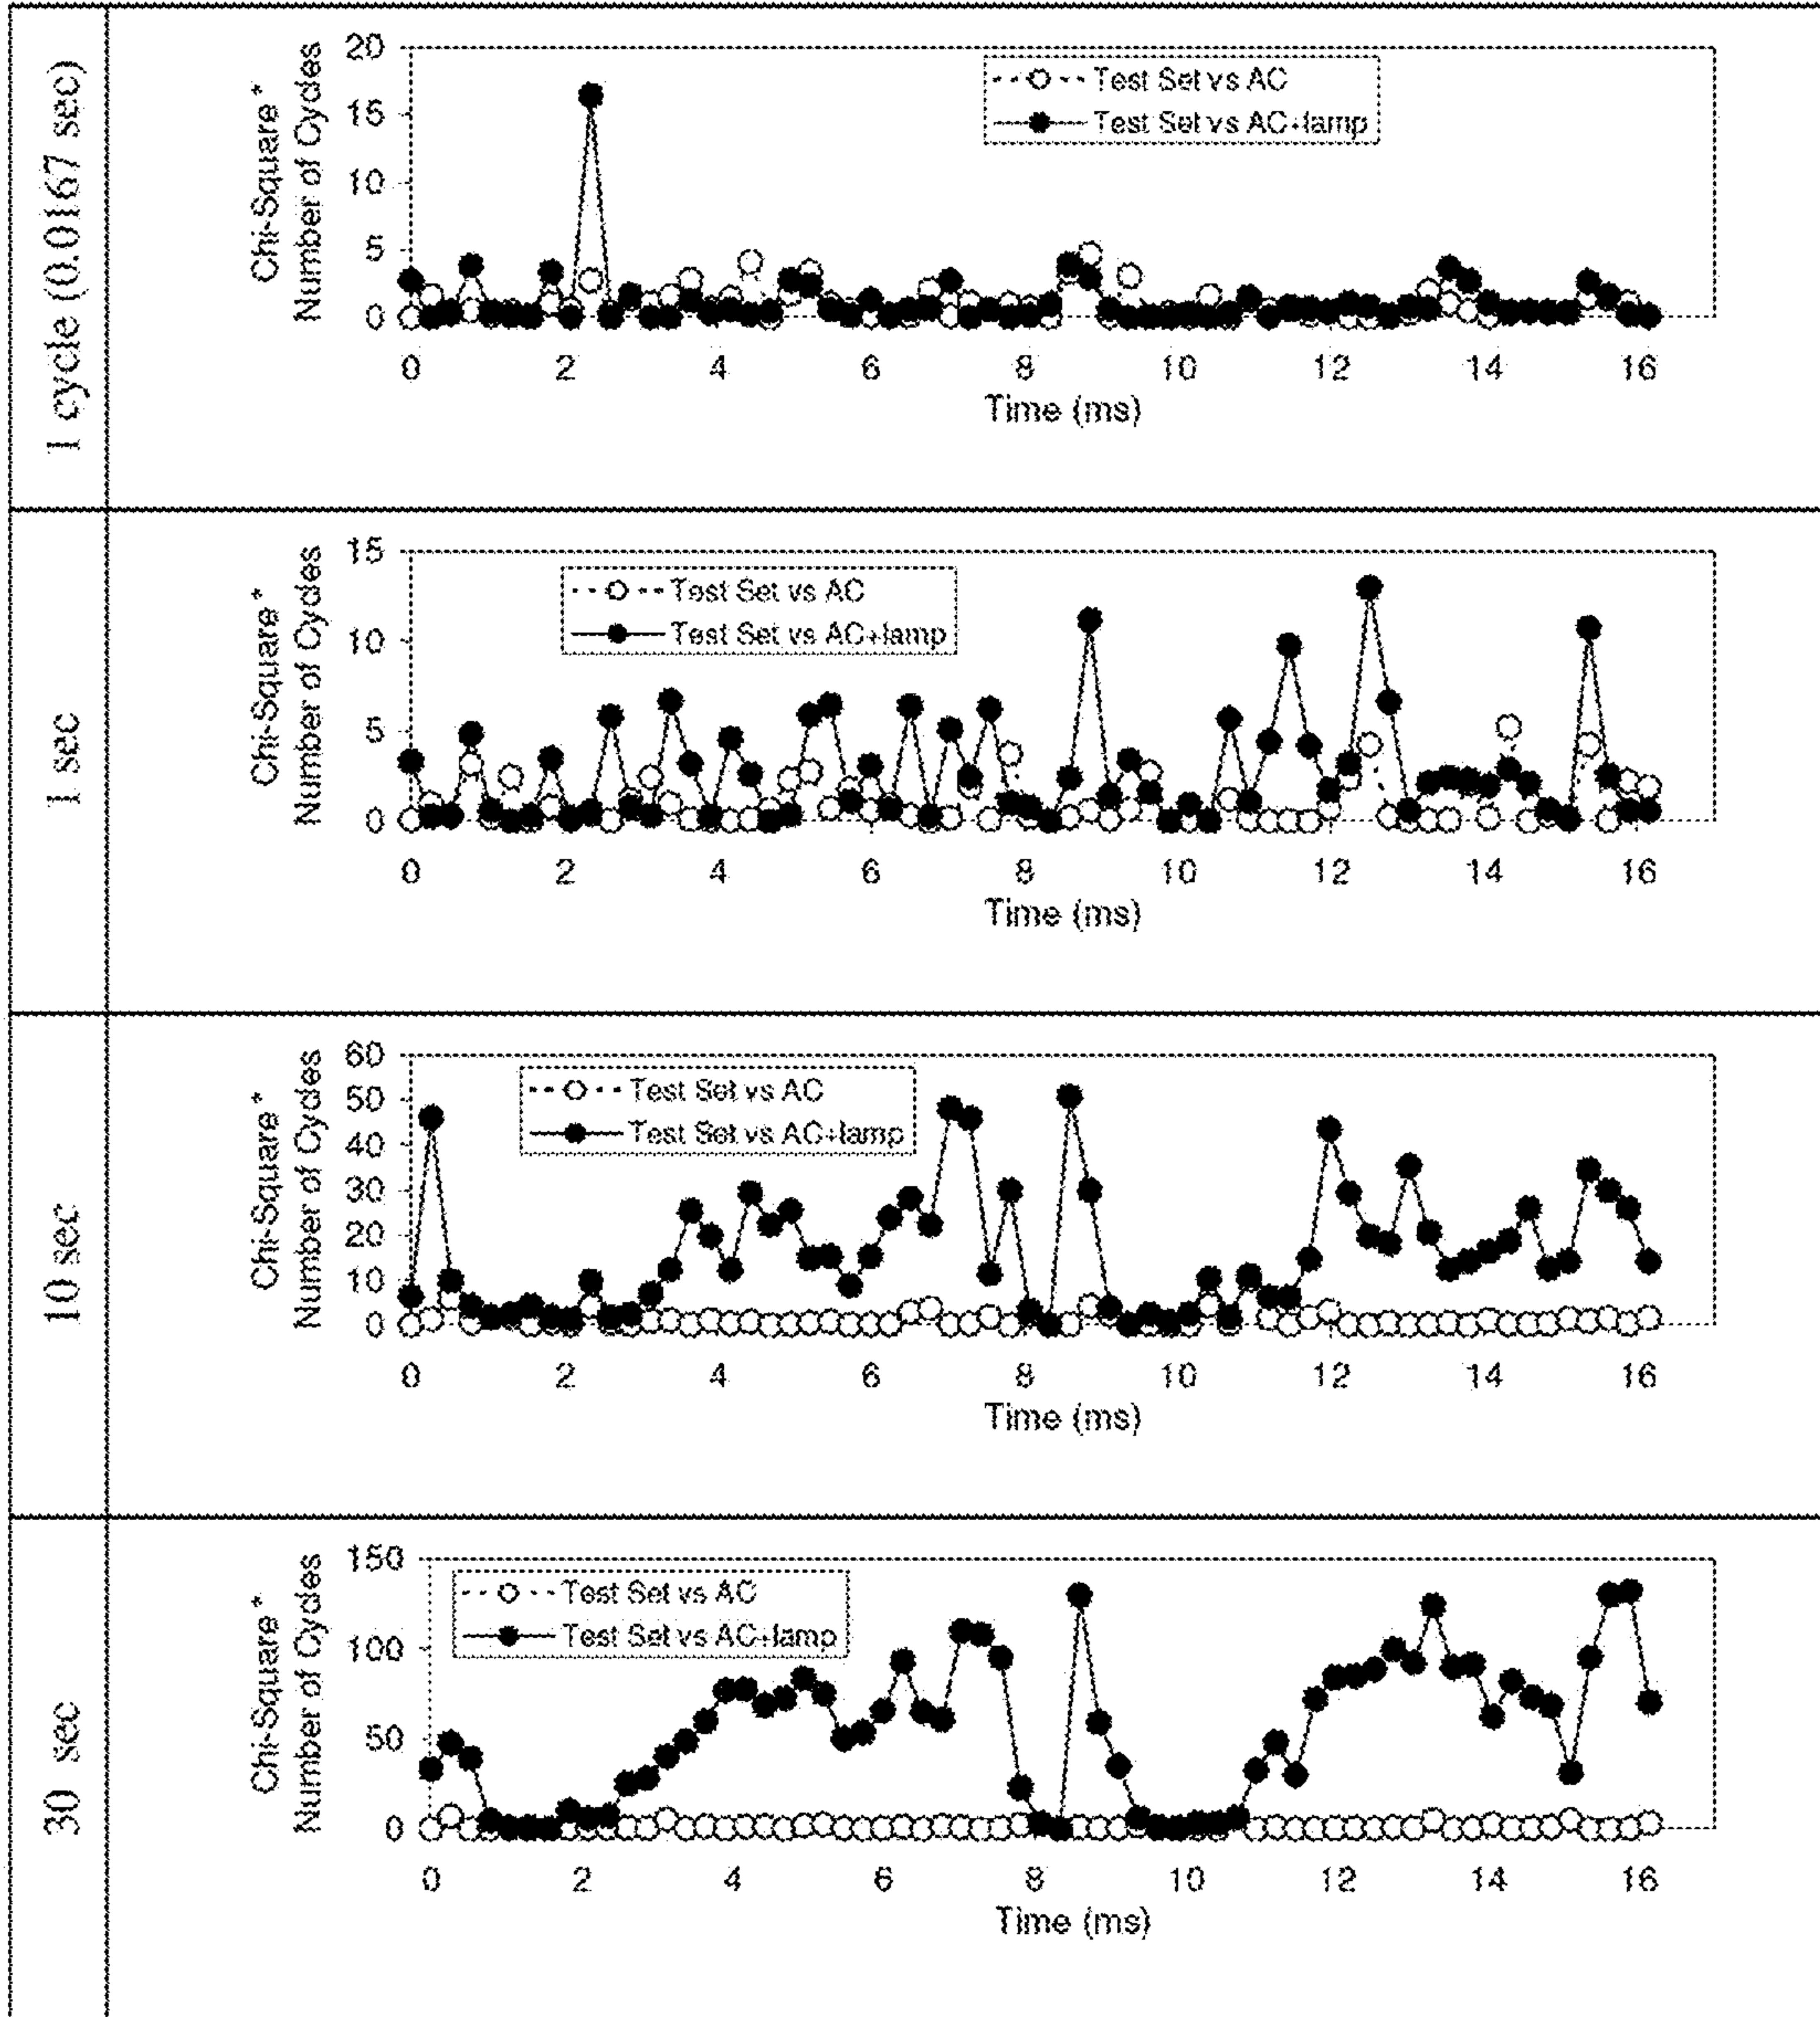 1 cycle (0.0167 sec)
Chi-Square*
Number of Cycles
20
15
10
5
0
Test Set vs AC
Test Set vs AC+lamp
0 2 4 6 8 10 12 14 16
Time (ms)
1 sec
Chi-Square*
Number of Cycles
15
10
5
0
Test Set vs AC
Test Set vs AC+lamp
0 2 4 6 8 10 12 14 16
Time (ms)
10 sec
Chi-Square*
Number of Cycles
60
50
40
30
20
10
0
Test Set vs AC
Test Set vs AC+lamp
0 2 4 6 8 10 12 14 16
Time (ms)
30 sec
Chi-Square*
Number of Cycles
150
100
50
0
Test Set vs AC
Test Set vs AC+lamp
0 2 4 6 8 10 12 14 16
Time (ms)